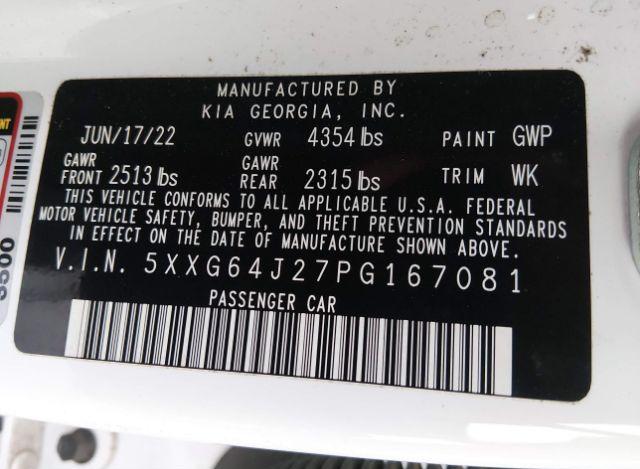 MANUFACTURED BY
KIA GEORGIA, INC.
JUN/17/22 GVWR 4354 lbs PAINT GWP
GAWR FRONT 2513 lbs GAWR REAR 2315 lbs TRIM WK
THIS VEHICLE CONFORMS TO ALL APPLICABLE U.S.A. FEDERAL
MOTOR VEHICLE SAFETY, BUMPER, AND THEFT PREVENTION STANDARDS
IN EFFECT ON THE DATE OF MANUFACTURE SHOWN ABOVE.
V.I.N. 5XXG64J27PG167081
PASSENGER CAR